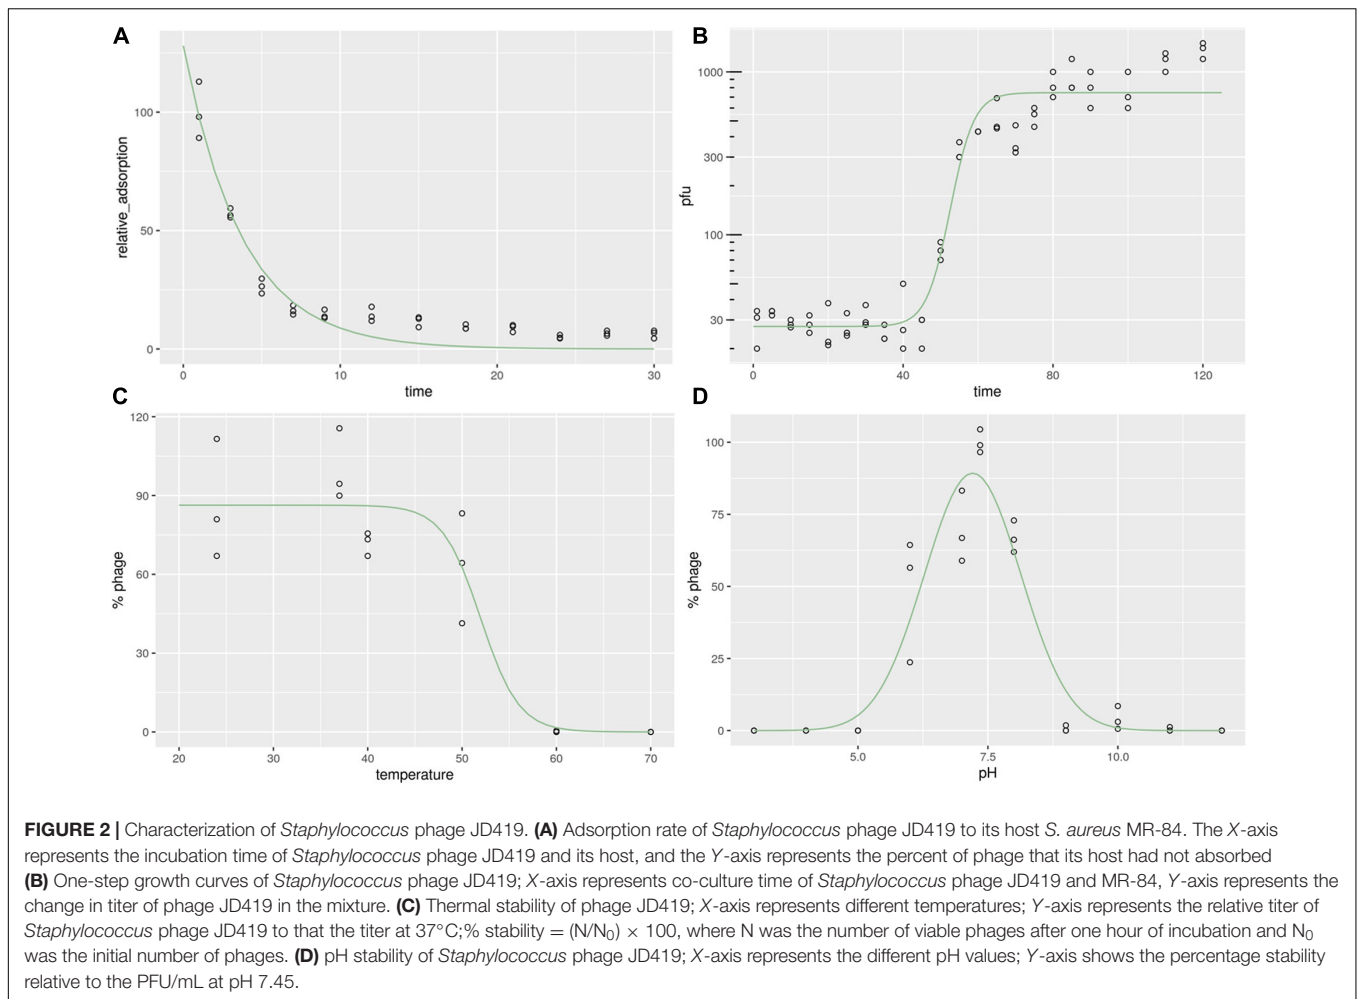 A
B
100
50
0
relative_adsorption
0
10
20
30
time
1000
300
100
30
pfu
0
40
80
120
time
C
D
120
90
60
30
0
% phage
20
30
40
50
60
70
temperature
100
75
50
25
0
% phage
5.0
7.5
10.0
pH
FIGURE 2 | Characterization of Staphylococcus phage JD419. (A) Adsorption rate of Staphylococcus phage JD419 to its host S. aureus MR-84. The X-axis
represents the incubation time of Staphylococcus phage JD419 and its host, and the Y-axis represents the percent of phage that its host had not absorbed
(B) One-step growth curves of Staphylococcus phage JD419; X-axis represents co-culture time of Staphylococcus phage JD419 and MR-84, Y-axis represents the
change in titer of phage JD419 in the mixture. (C) Thermal stability of phage JD419; X-axis represents different temperatures; Y-axis represents the relative titer of
Staphylococcus phage JD419 to that the titer at 37°C;% stability = (N/N₀) × 100, where N was the number of viable phages after one hour of incubation and N₀
was the initial number of phages. (D) pH stability of Staphylococcus phage JD419; X-axis represents the different pH values; Y-axis shows the percentage stability
relative to the PFU/mL at pH 7.45.